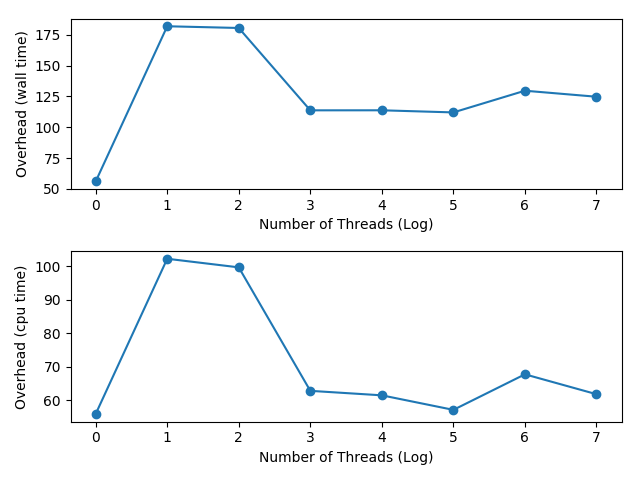 Overhead (wall time)
175
150
125
100
75
50
0 1 2 3 4 5 6 7
Number of Threads (Log)
Overhead (cpu time)
100
90
80
70
60
0 1 2 3 4 5 6 7
Number of Threads (Log)